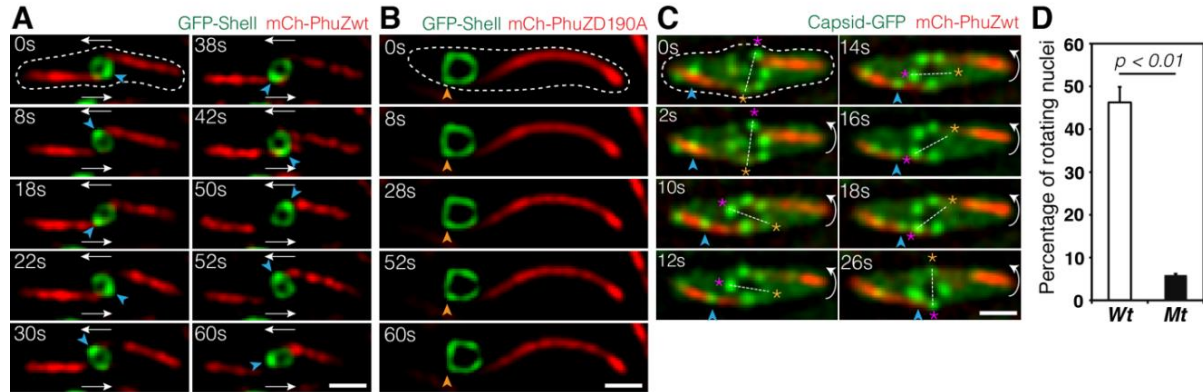 A
GFP-Shell mCh-PhuZwt
0s
38s
8s
42s
18s
50s
22s
52s
30s
60s
B
GFP-Shell mCh-PhuZD190A
0s
8s
28s
52s
60s
C
Capsid-GFP mCh-PhuZwt
0s
14s
2s
16s
10s
18s
12s
26s
D
Percentage of rotating nuclei
60
50
40
30
20
10
0
p < 0.01
Wt
Mt